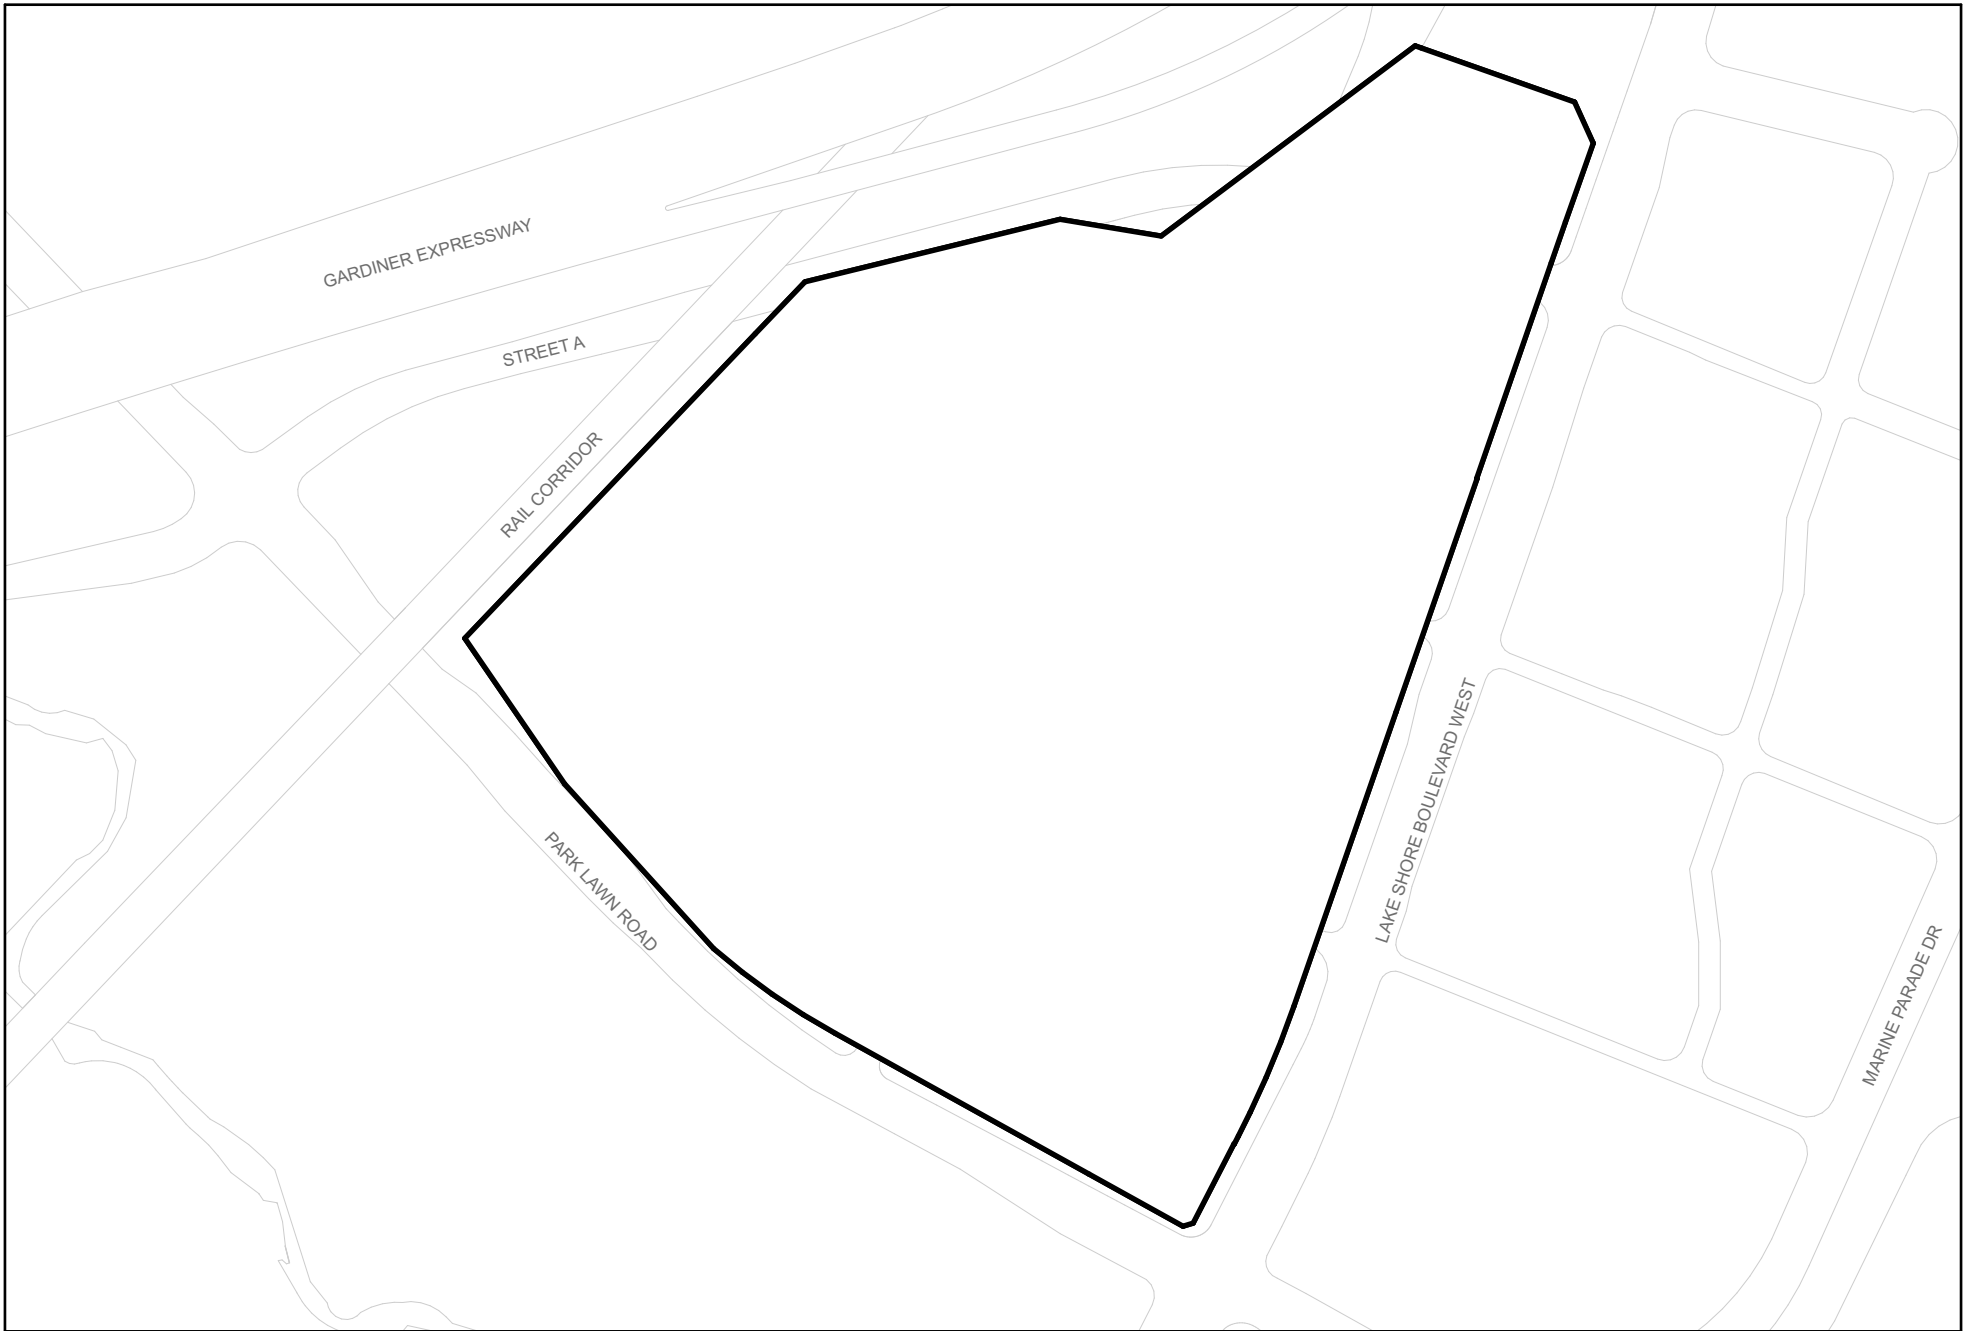 GARDINER EXPRESSWAY
STREET A
RAIL CORRIDOR
PARK LAWN ROAD
LAKE SHORE BOULEVARD WEST
MARINE PARADE DR